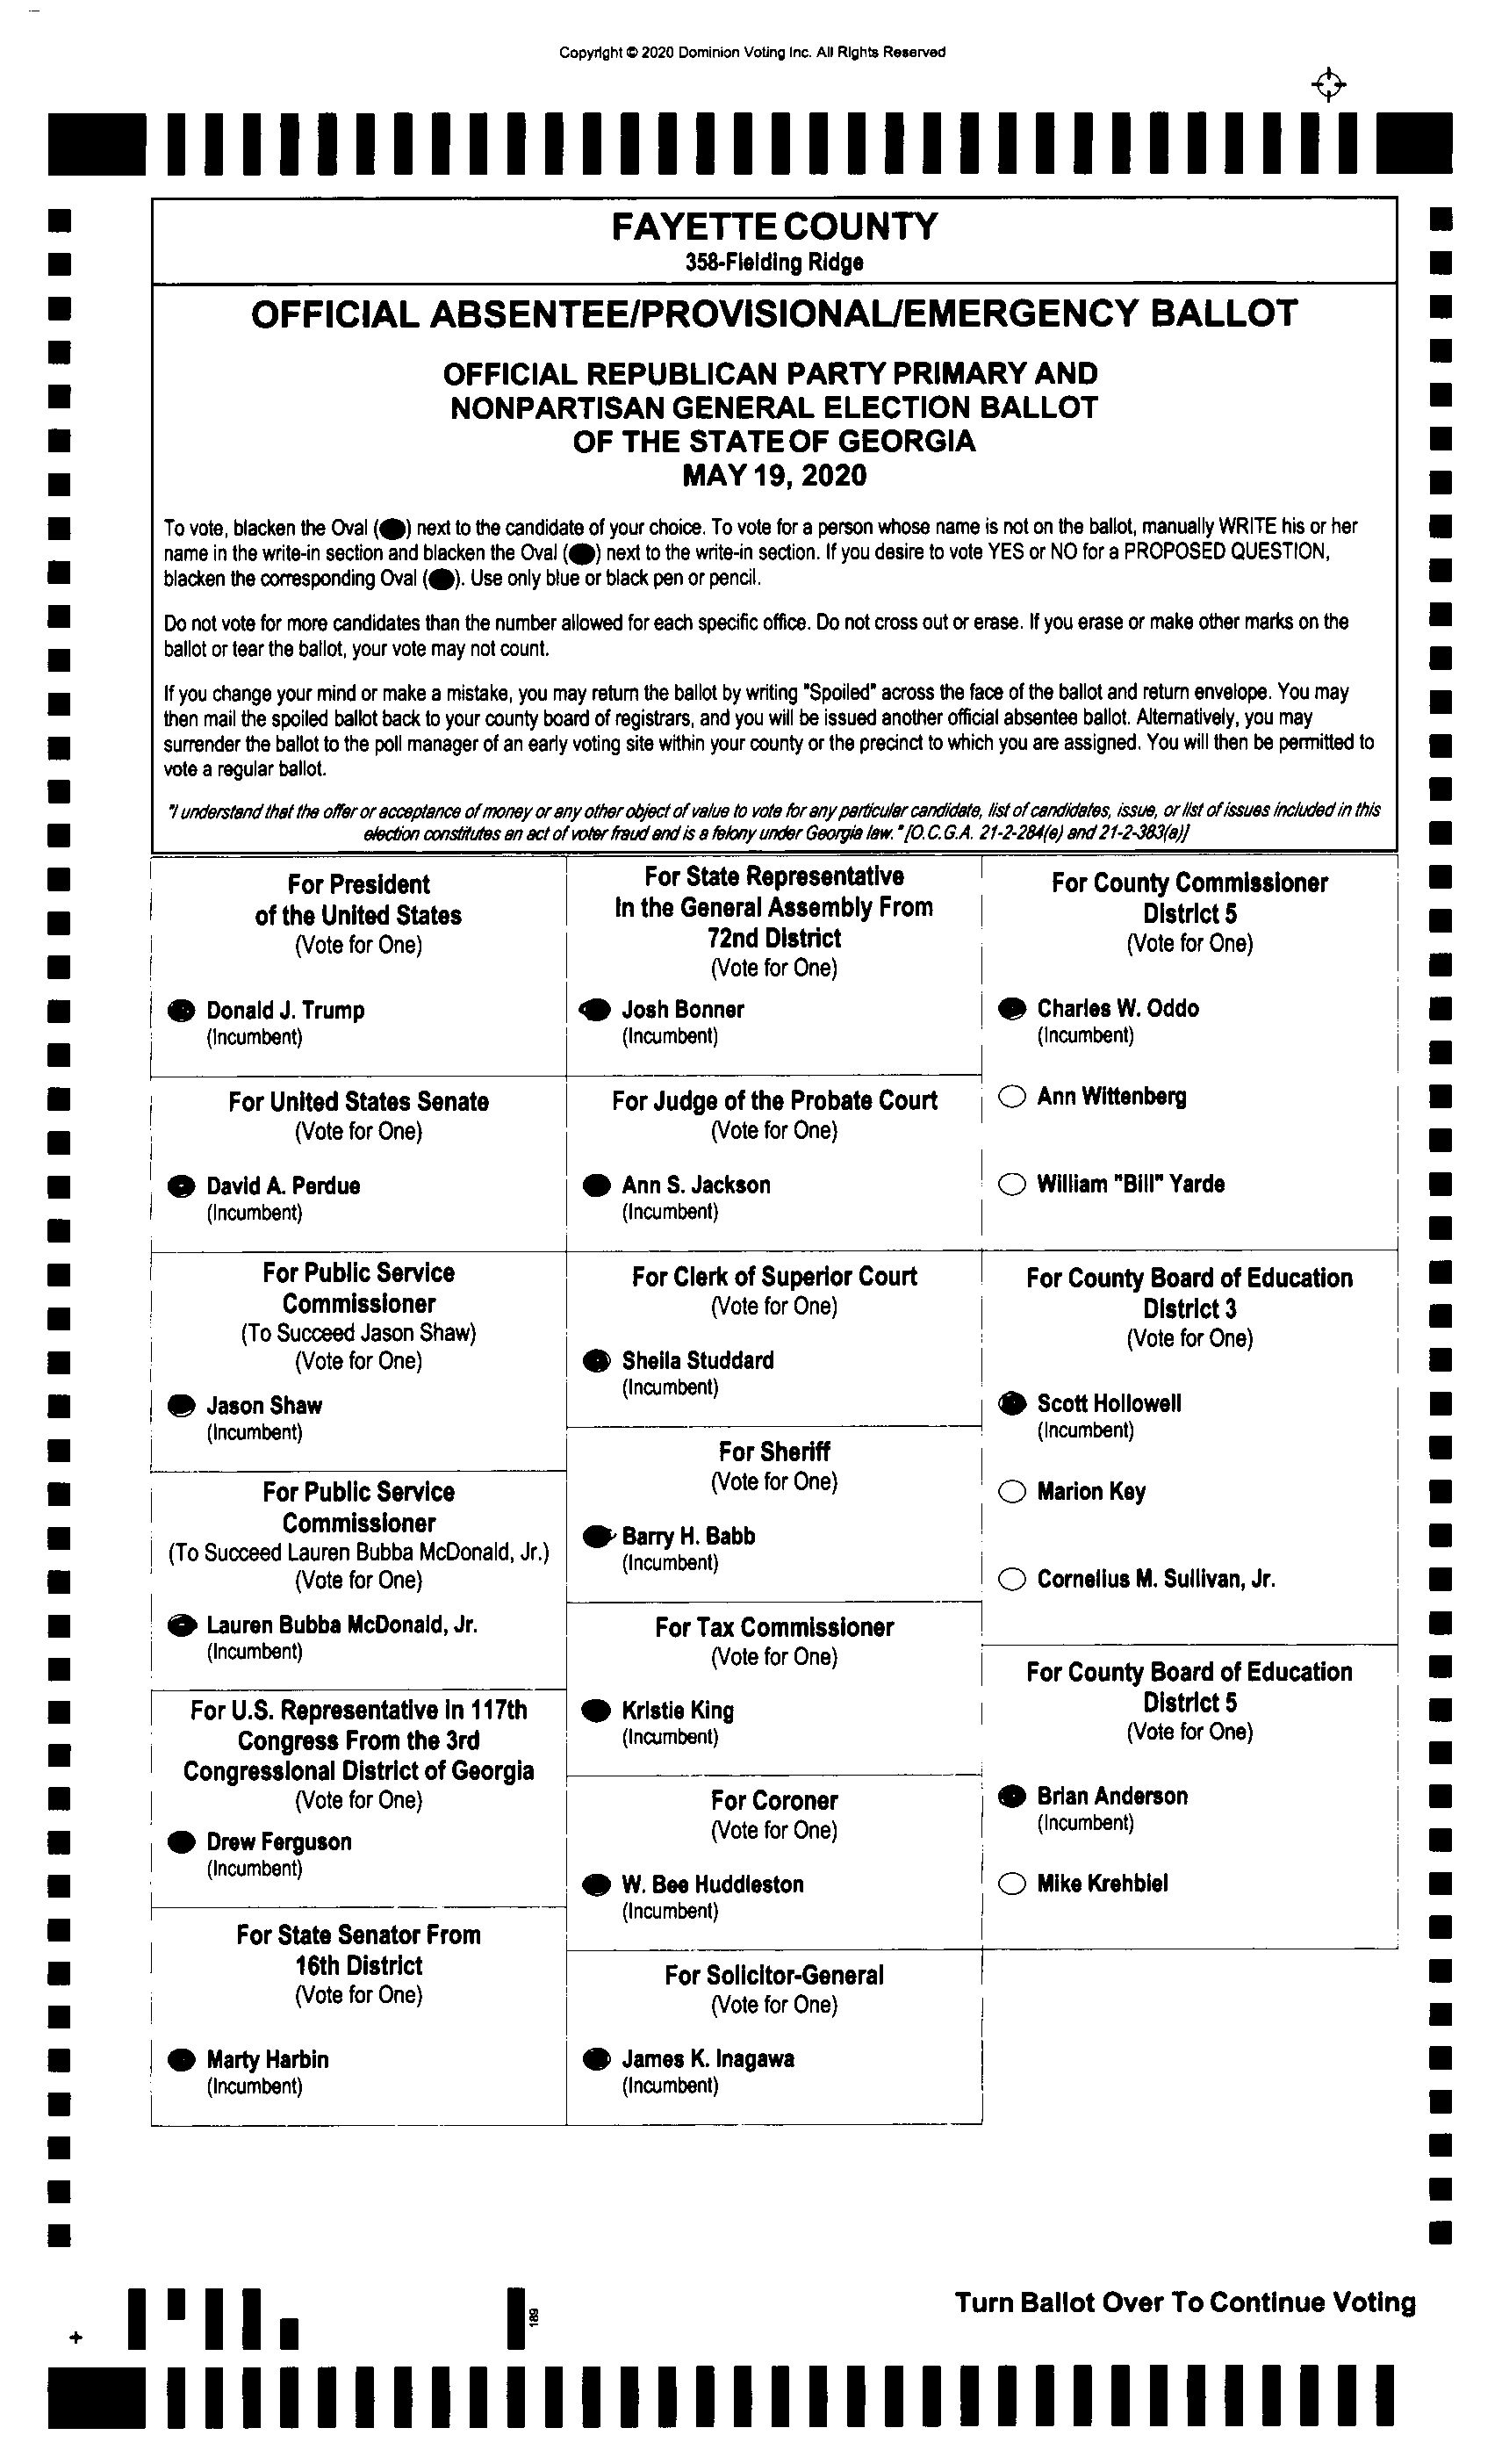 Copyright © 2020 Dominion Voting Inc. All Rights Reserved
FAYETTE COUNTY
358-Fielding Ridge
OFFICIAL ABSENTEE/PROVISIONAL/EMERGENCY BALLOT
OFFICIAL REPUBLICAN PARTY PRIMARY AND
NONPARTISAN GENERAL ELECTION BALLOT
OF THE STATE OF GEORGIA
MAY 19, 2020
To vote, blacken the Oval ( ) next to the candidate of your choice. To vote for a person whose name is not on the ballot, manually WRITE his or her
name in the write-in section and blacken the Oval ( ) next to the write-in section. If you desire to vote YES or NO for a PROPOSED QUESTION,
blacken the corresponding Oval ( ). Use only blue or black pen or pencil.
Do not vote for more candidates than the number allowed for each specific office. Do not cross out or erase. If you erase or make other marks on the
ballot or tear the ballot, your vote may not count.
If you change your mind or make a mistake, you may return the ballot by writing "Spoiled" across the face of the ballot and return envelope. You may
then mail the spoiled ballot back to your county board of registrars, and you will be issued another official absentee ballot. Alternatively, you may
surrender the ballot to the poll manager of an early voting site within your county or the precinct to which you are assigned. You will then be permitted to
vote a regular ballot.
"I understand that the offer or acceptance of money or any other object of value to vote for any particular candidate, list of candidates, issue, or list of issues included in this
election constitutes an act of voter fraud and is a felony under Georgia law." [O.C.G.A. 21-2-284(e) and 21-2-383(a)]
For President
of the United States
(Vote for One)
Donald J. Trump
(Incumbent)
For United States Senate
(Vote for One)
David A. Perdue
(Incumbent)
For Public Service
Commissioner
(To Succeed Jason Shaw)
(Vote for One)
Jason Shaw
(Incumbent)
For Public Service
Commissioner
(To Succeed Lauren Bubba McDonald, Jr.)
(Vote for One)
Lauren Bubba McDonald, Jr.
(Incumbent)
For U.S. Representative in 117th
Congress From the 3rd
Congressional District of Georgia
(Vote for One)
Drew Ferguson
(Incumbent)
For State Senator From
16th District
(Vote for One)
Marty Harbin
(Incumbent)
For State Representative
In the General Assembly From
72nd District
(Vote for One)
Josh Bonner
(Incumbent)
For Judge of the Probate Court
(Vote for One)
Ann S. Jackson
(Incumbent)
For Clerk of Superior Court
(Vote for One)
Sheila Studdard
(Incumbent)
For Sheriff
(Vote for One)
Barry H. Babb
(Incumbent)
For Tax Commissioner
(Vote for One)
Kristie King
(Incumbent)
For Coroner
(Vote for One)
W. Bee Huddleston
(Incumbent)
For Solicitor-General
(Vote for One)
James K. Inagawa
(Incumbent)
For County Commissioner
District 5
(Vote for One)
Charles W. Oddo
(Incumbent)
Ann Wittenberg
William "Bill" Yarde
For County Board of Education
District 3
(Vote for One)
Scott Hollowell
(Incumbent)
Marion Key
Cornelius M. Sullivan, Jr.
For County Board of Education
District 5
(Vote for One)
Brian Anderson
(Incumbent)
Mike Krehbiel
189
Turn Ballot Over To Continue Voting